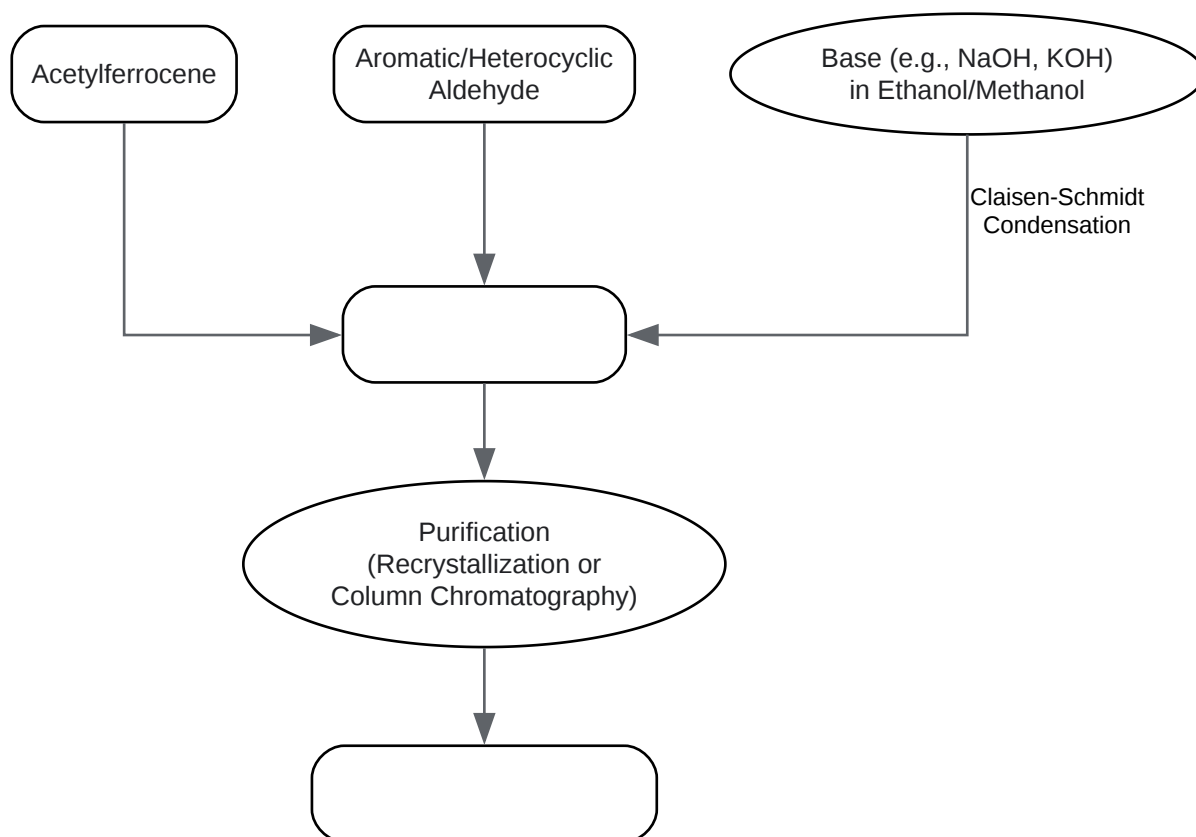 Acetylferrocene
Aromatic/Heterocyclic
Aldehyde
Base (e.g., NaOH, KOH)
in Ethanol/Methanol
Claisen-Schmidt
Condensation
Purification
(Recrystallization or
Column Chromatography)